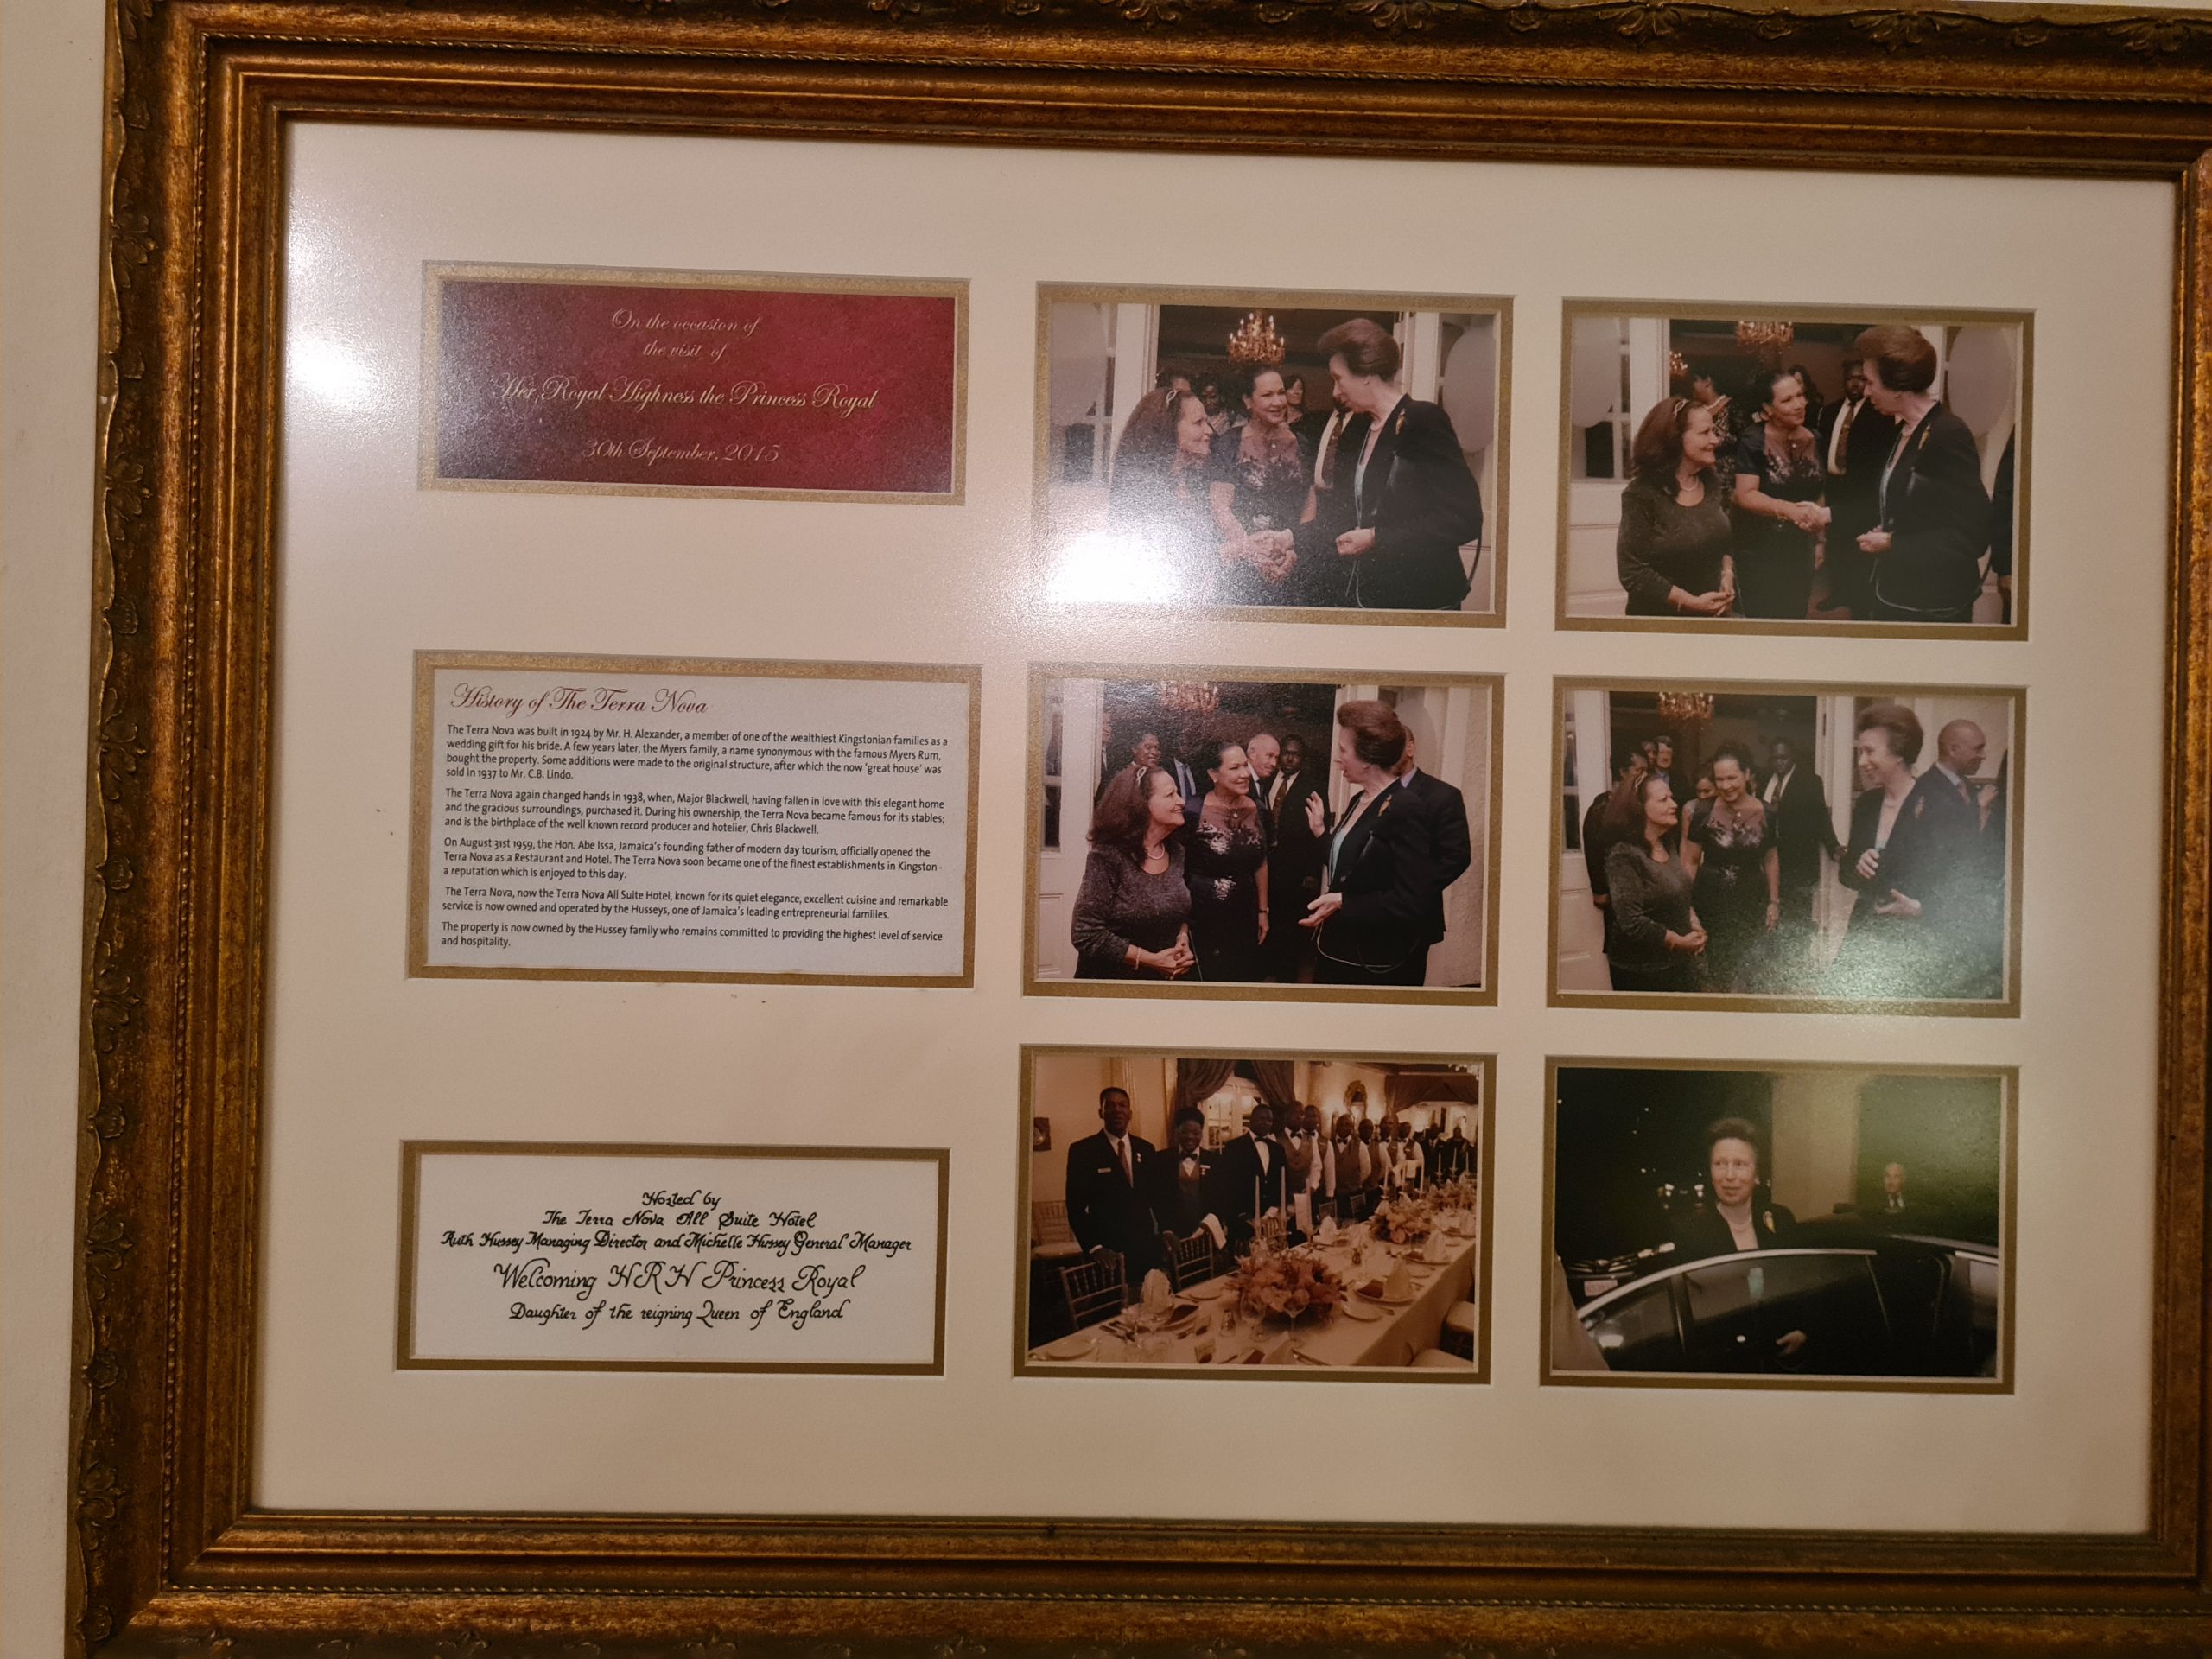 On the occasion of
the visit of
Her Royal Highness the Princess Royal
30th September, 2015
History of The Terra Nova
The Terra Nova was built in 1924 by Mr. H. Alexander, a member of one of the wealthiest Kingstonian families as a
wedding gift for his bride. A few years later, the Myers family, a name synonymous with the famous Myers Rum,
bought the property. Some additions were made to the original structure, after which the now 'great house' was
sold in 1937 to Mr. C.B. Lindo.
The Terra Nova again changed hands in 1938, when, Major Blackwell, having fallen in love with this elegant home
and the gracious surroundings, purchased it. During his ownership, the Terra Nova became famous for its stables;
and is the birthplace of the well known record producer and hotelier, Chris Blackwell.
On August 31st 1959, the Hon. Abe Issa, Jamaica's founding father of modern day tourism, officially opened the
Terra Nova as a Restaurant and Hotel. The Terra Nova soon became one of the finest establishments in Kingston -
a reputation which is enjoyed to this day.
The Terra Nova, now the Terra Nova All Suite Hotel, known for its quiet elegance, excellent cuisine and remarkable
service is now owned and operated by the Husseys, one of Jamaica's leading entrepreneurial families.
The property is now owned by the Hussey family who remains committed to providing the highest level of service
and hospitality.
Hosted by
The Terra Nova All Suite Hotel
Ruth Hussey Managing Director and Michelle Hussey General Manager
Welcoming HRH Princess Royal
Daughter of the reigning Queen of England